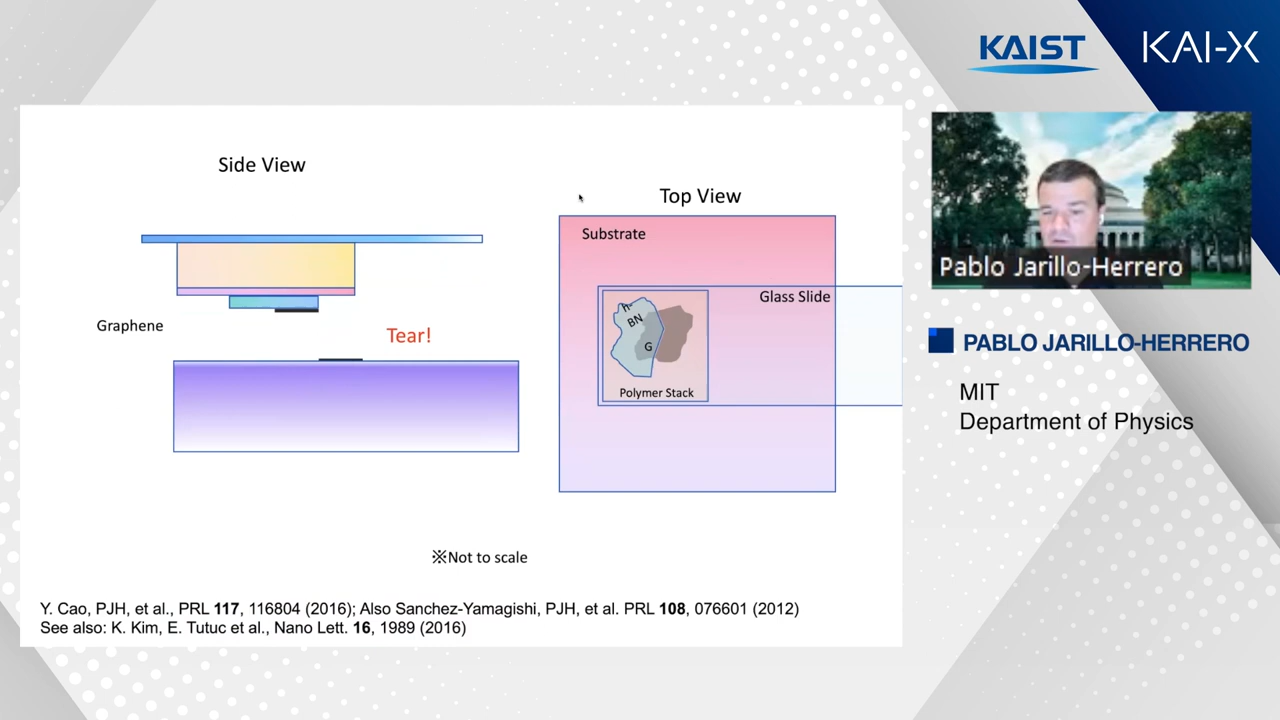 KAIST
KAI-X
Side View
Top View
Substrate
Glass Slide
h-
BN
G
Polymer Stack
Graphene
Tear!
※Not to scale
Y. Cao, PJH, et al., PRL 117, 116804 (2016); Also Sanchez-Yamagishi, PJH, et al. PRL 108, 076601 (2012)
See also: K. Kim, E. Tutuc et al., Nano Lett. 16, 1989 (2016)
Pablo Jarillo-Herrero
PABLO JARILLO-HERRERO
MIT
Department of Physics